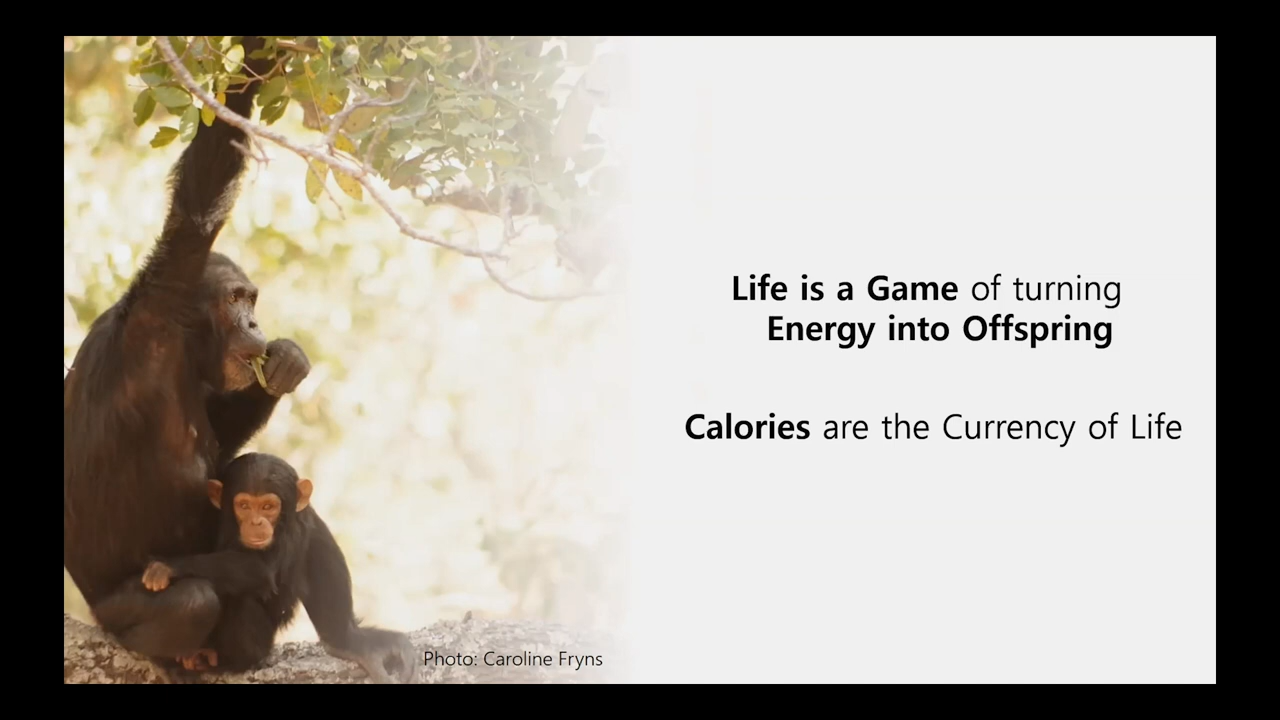 Life is a Game of turning
Energy into Offspring
Calories are the Currency of Life
Photo: Caroline Fryns